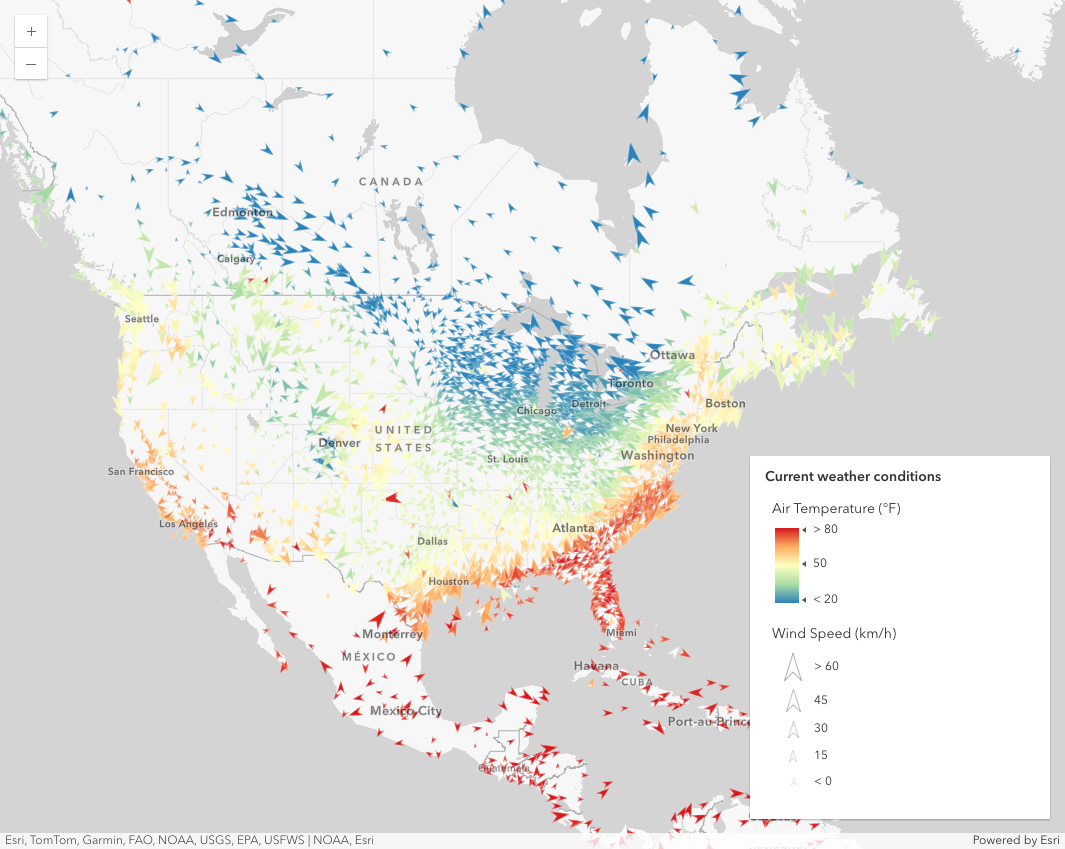 +
−
CANADA
Edmonton
Calgary
Seattle
Ottawa
Toronto
Boston
Chicago
Detroit
New York
Philadelphia
UNITED
STATES
Denver
Washington
St. Louis
San Francisco
Los Angeles
Atlanta
Dallas
Houston
Miami
Monterrey
MÉXICO
Havana
CUBA
Mexico City
Port-au-Prince
Guatemala
Current weather conditions
Air Temperature (°F)
> 80
50
< 20
Wind Speed (km/h)
> 60
45
30
15
< 0
Esri, TomTom, Garmin, FAO, NOAA, USGS, EPA, USFWS | NOAA, Esri
Powered by Esri